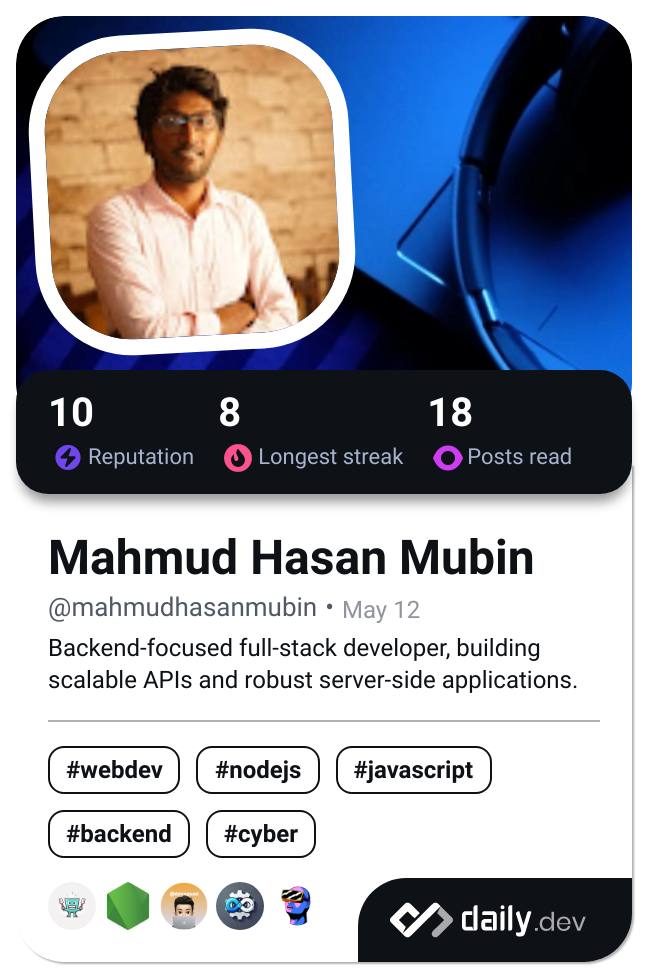 10 8 18
Reputation Longest streak Posts read
Mahmud Hasan Mubin
@mahmudhasanmubin • May 12
Backend-focused full-stack developer, building
scalable APIs and robust server-side applications.
#webdev #nodejs #javascript
#backend #cyber
daily.dev